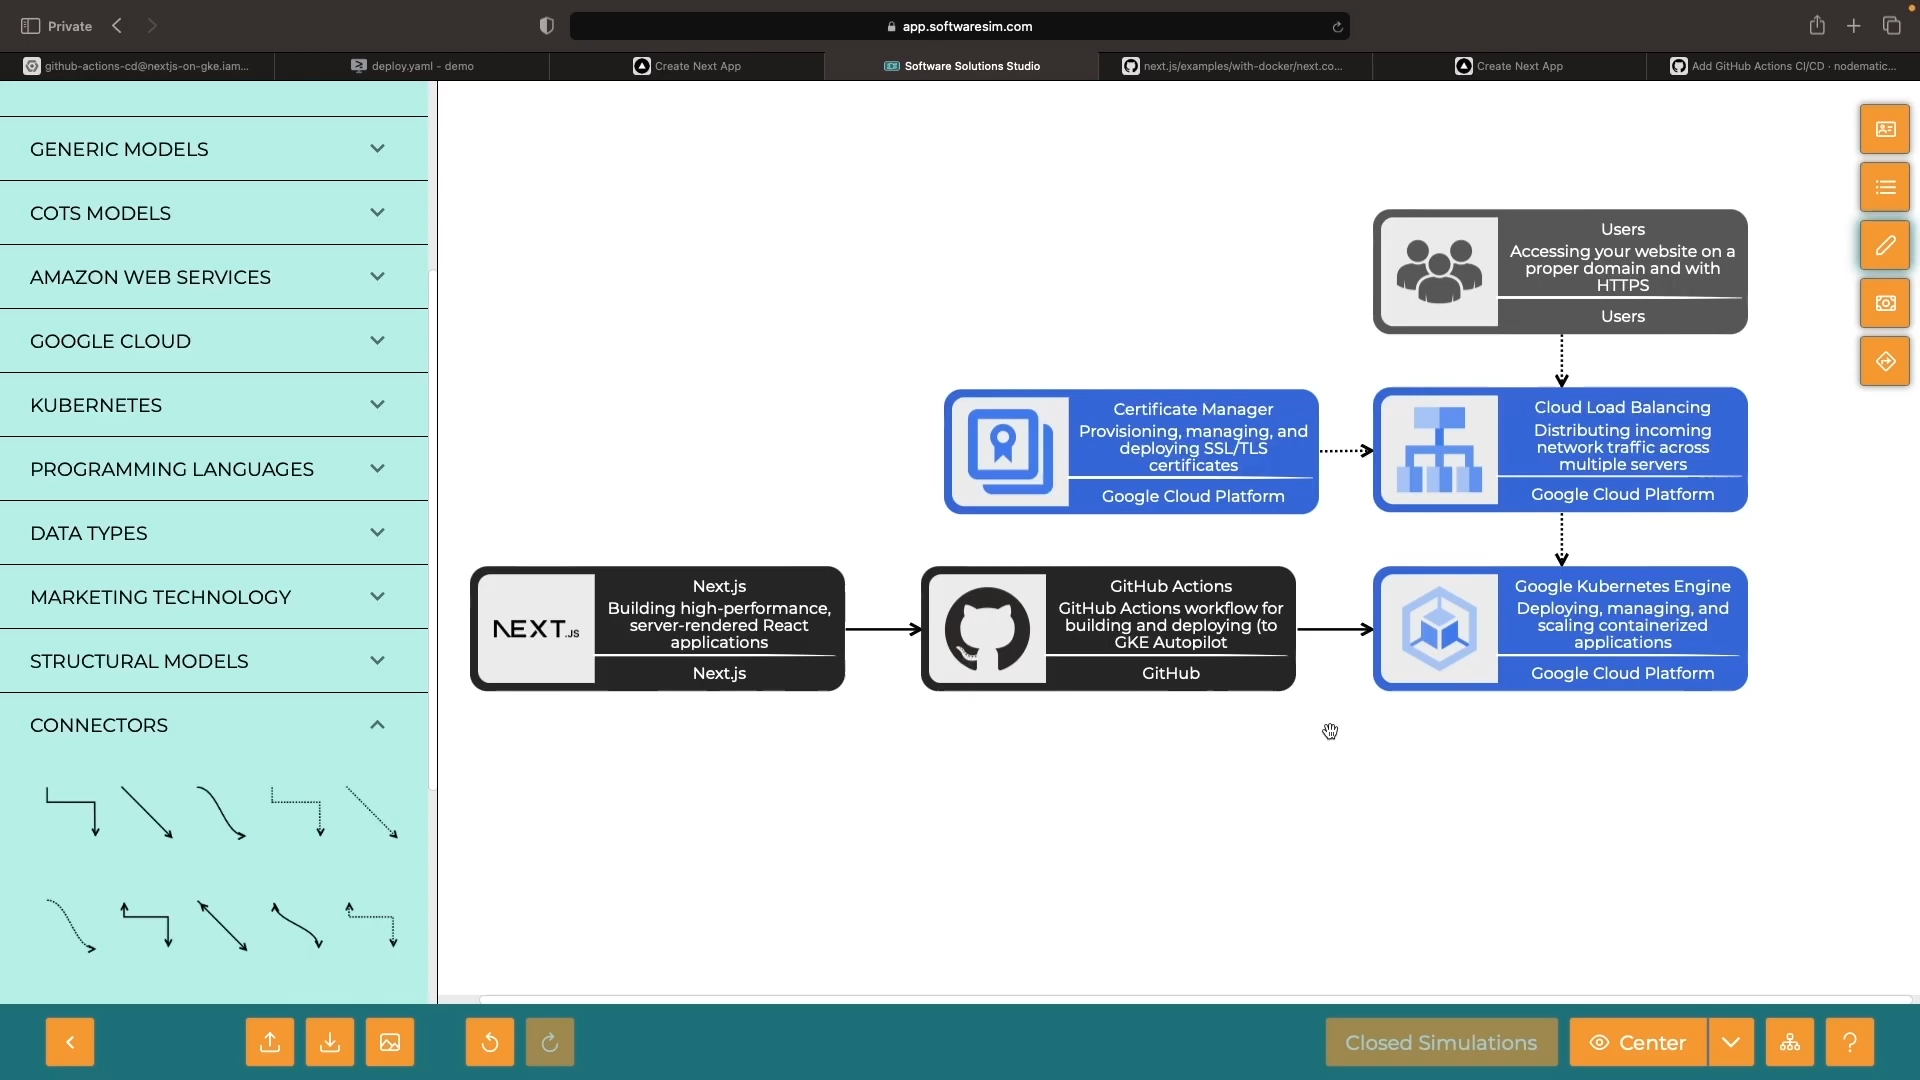 Private
app.softwaresim.com
github-actions-cd@nextjs-on-gke.iam...
deploy.yaml - demo
Create Next App
Software Solutions Studio
next.js/examples/with-docker/next.co...
Create Next App
Add GitHub Actions CI/CD · nodematic...
GENERIC MODELS
COTS MODELS
AMAZON WEB SERVICES
GOOGLE CLOUD
KUBERNETES
PROGRAMMING LANGUAGES
DATA TYPES
MARKETING TECHNOLOGY
STRUCTURAL MODELS
CONNECTORS
Users
Accessing your website on a
proper domain and with
HTTPS
Users
Certificate Manager
Provisioning, managing, and
deploying SSL/TLS
certificates
Google Cloud Platform
Cloud Load Balancing
Distributing incoming
network traffic across
multiple servers
Google Cloud Platform
NEXT.JS
Next.js
Building high-performance,
server-rendered React
applications
Next.js
GitHub Actions
GitHub Actions workflow for
building and deploying (to
GKE Autopilot
GitHub
Google Kubernetes Engine
Deploying, managing, and
scaling containerized
applications
Google Cloud Platform
Closed Simulations
Center
?